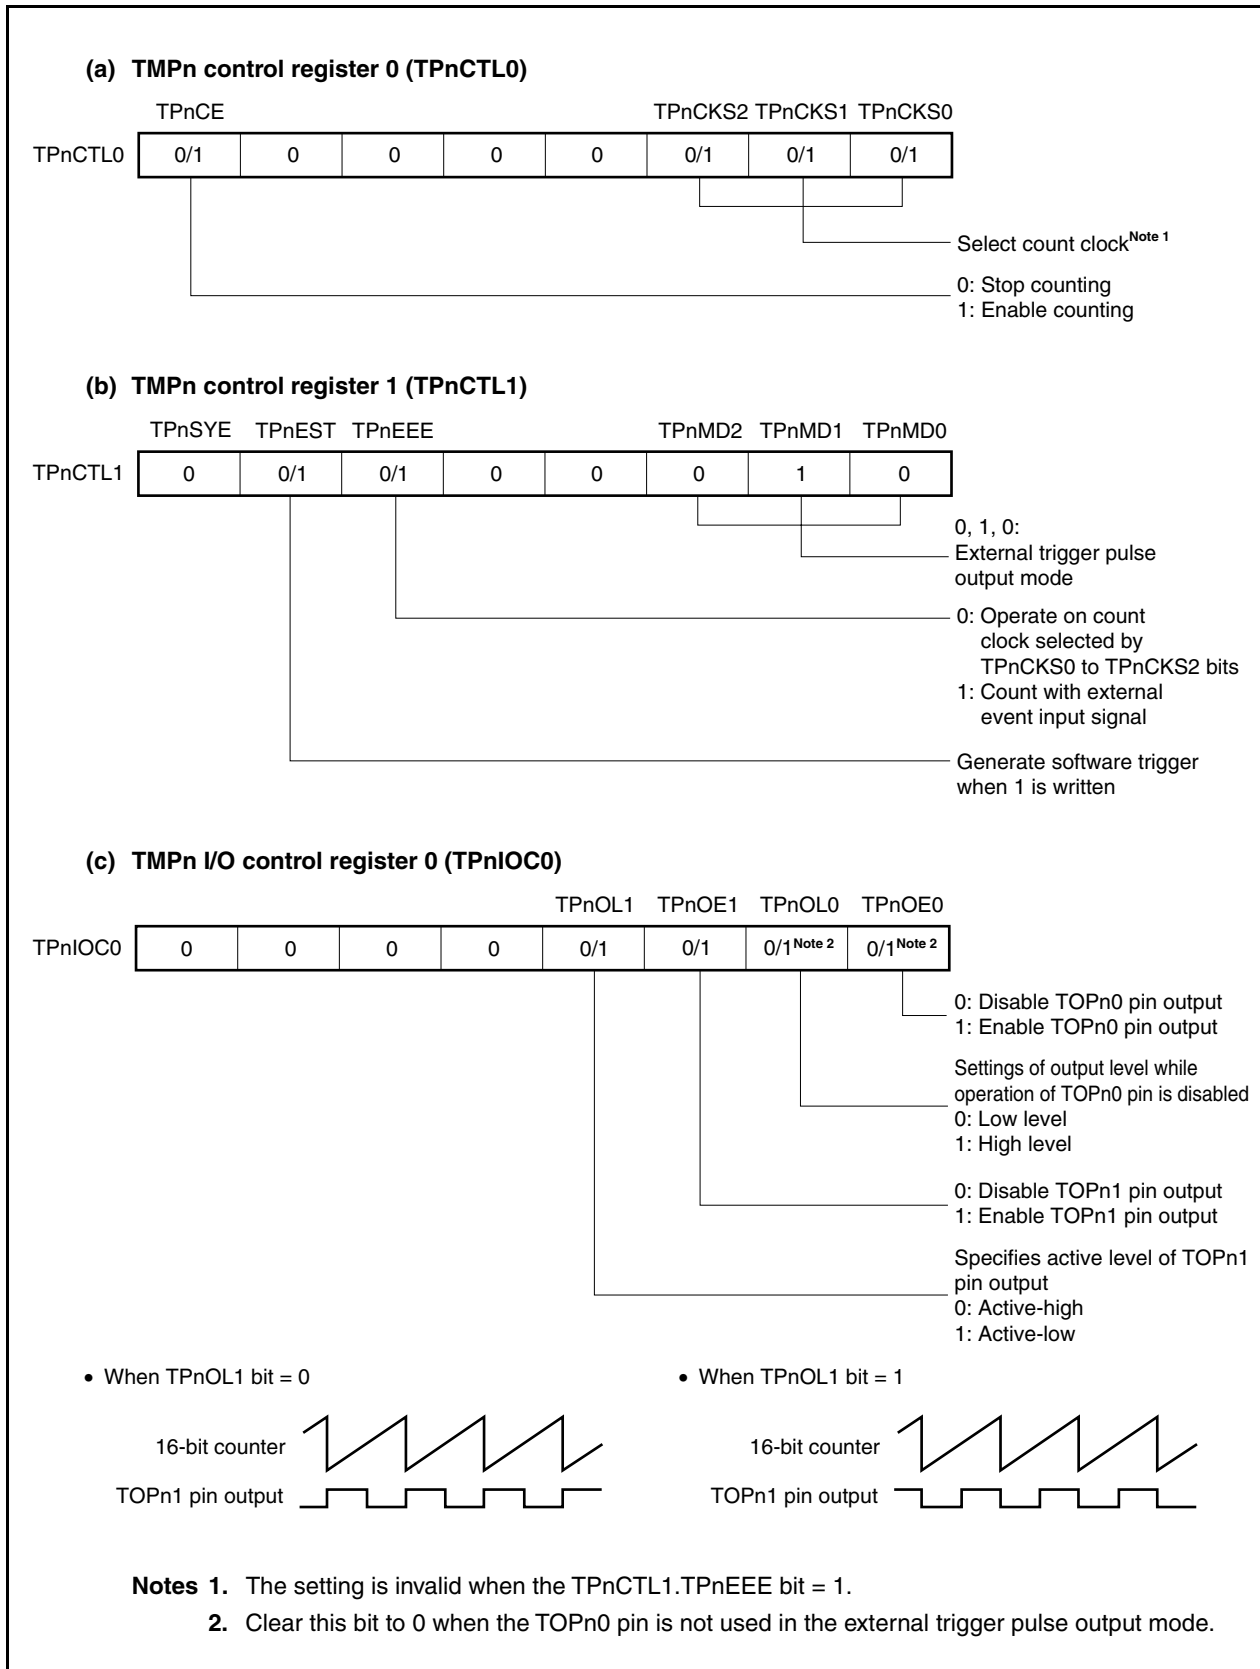 (a) TMPn control register 0 (TPnCTL0)
TPnCE TPnCKS2 TPnCKS1 TPnCKS0
TPnCTL0 0/1 0 0 0 0 0/1 0/1 0/1
Select count clock Note 1
0: Stop counting
1: Enable counting
(b) TMPn control register 1 (TPnCTL1)
TPnSYE TPnEST TPnEEE TPnMD2 TPnMD1 TPnMD0
TPnCTL1 0 0/1 0/1 0 0 0 1 0
0, 1, 0:
External trigger pulse
output mode
0: Operate on count
clock selected by
TPnCKS0 to TPnCKS2 bits
1: Count with external
event input signal
Generate software trigger
when 1 is written
(c) TMPn I/O control register 0 (TPnIOC0)
TPnOL1 TPnOE1 TPnOL0 TPnOE0
TPnIOC0 0 0 0 0 0/1 0/1 0/1 Note 2 0/1 Note 2
0: Disable TOPn0 pin output
1: Enable TOPn0 pin output
Settings of output level while
operation of TOPn0 pin is disabled
0: Low level
1: High level
0: Disable TOPn1 pin output
1: Enable TOPn1 pin output
Specifies active level of TOPn1
pin output
0: Active-high
1: Active-low
• When TPnOL1 bit = 0 • When TPnOL1 bit = 1
16-bit counter 16-bit counter
TOPn1 pin output TOPn1 pin output
Notes 1. The setting is invalid when the TPnCTL1.TPnEEE bit = 1.
2. Clear this bit to 0 when the TOPn0 pin is not used in the external trigger pulse output mode.